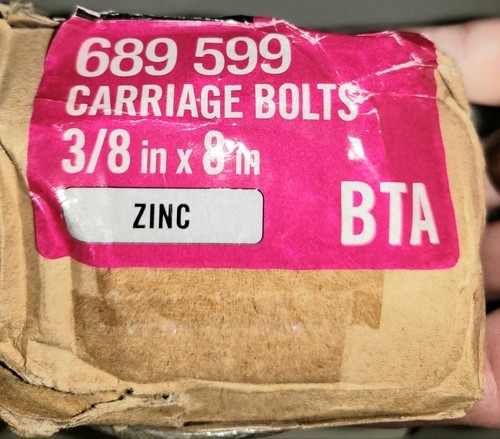 689 599
CARRIAGE BOLTS
3/8 in x 8 in
ZINC
BTA